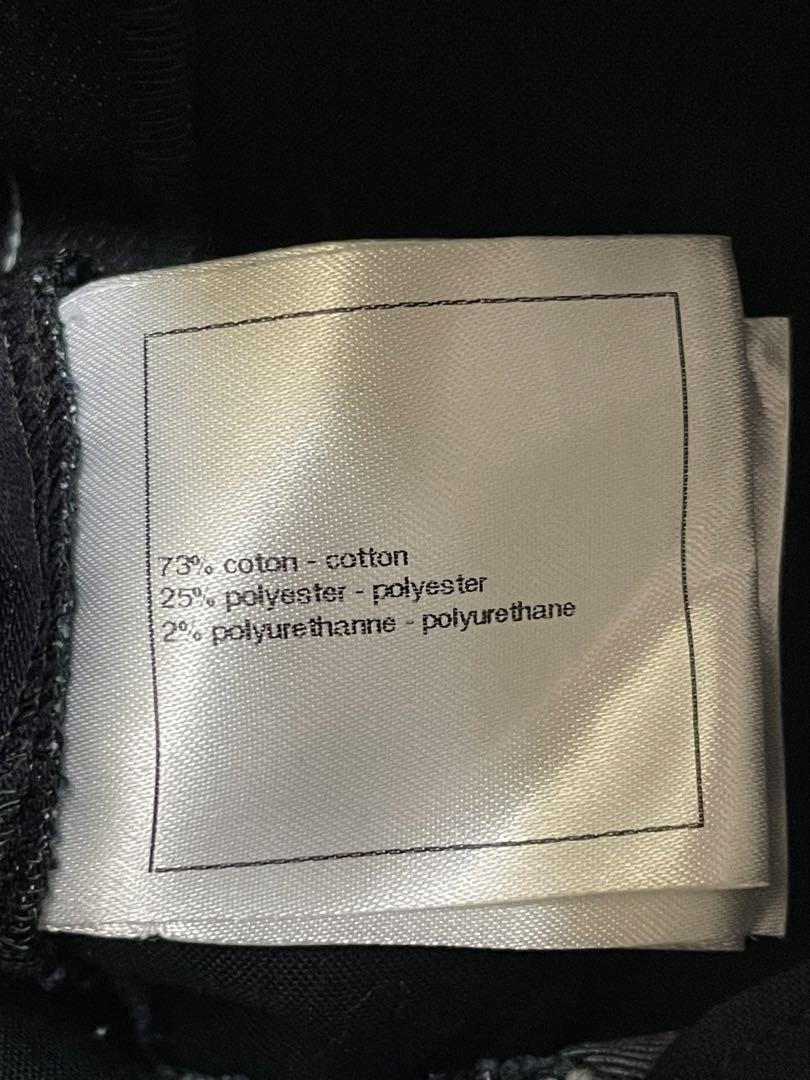 73% coton - cotton
25% polyester - polyester
2% polyurethanne - polyurethane